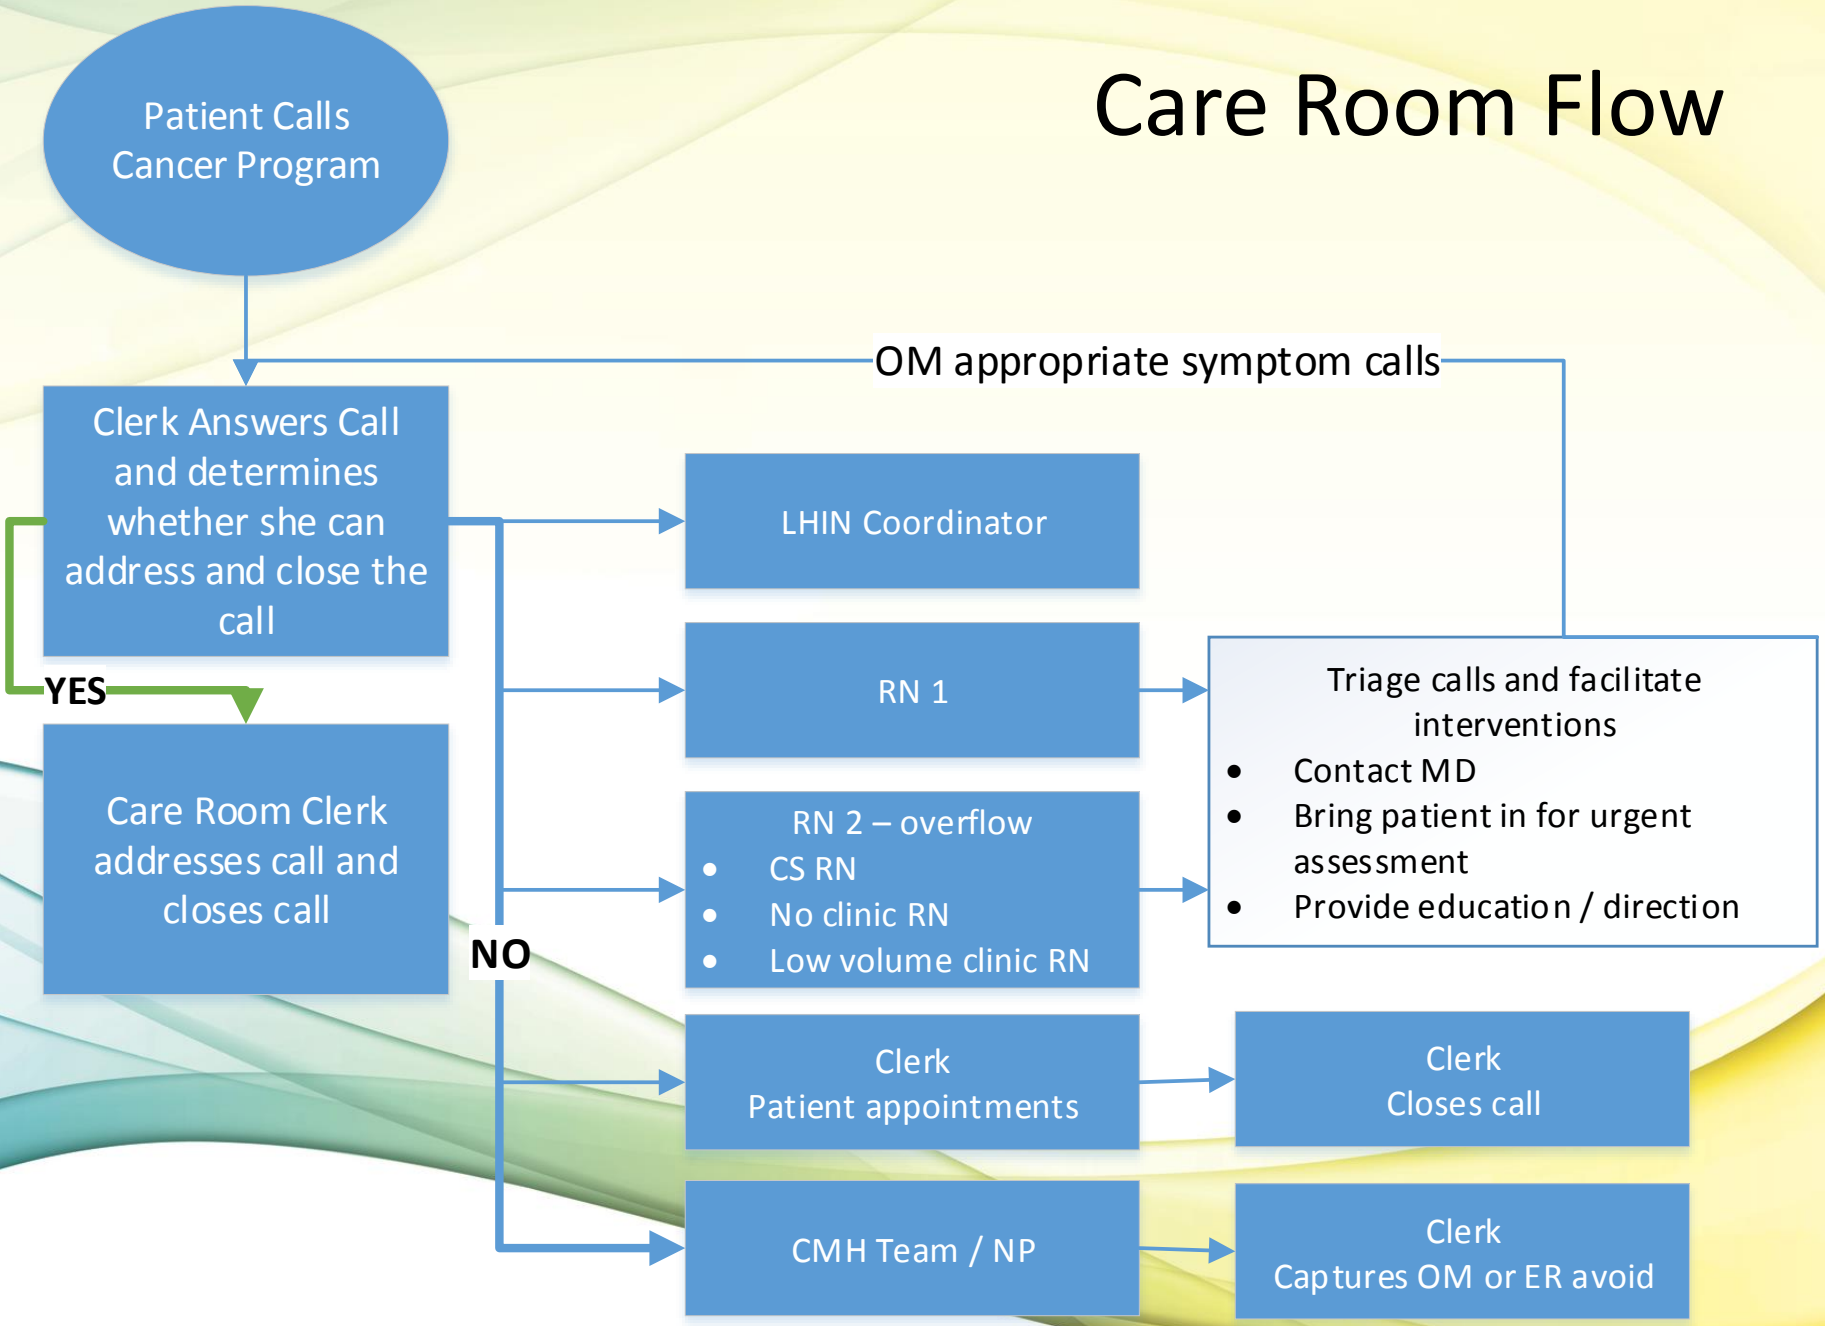 Care Room Flow
Patient Calls
Cancer Program
OM appropriate symptom calls
Clerk Answers Call
and determines
whether she can
address and close the
call
YES
Care Room Clerk
addresses call and
closes call
NO
LHIN Coordinator
RN 1
RN 2 – overflow
• CS RN
• No clinic RN
• Low volume clinic RN
Triage calls and facilitate
interventions
• Contact MD
• Bring patient in for urgent
assessment
• Provide education / direction
Clerk
Patient appointments
Clerk
Closes call
CMH Team / NP
Clerk
Captures OM or ER avoid